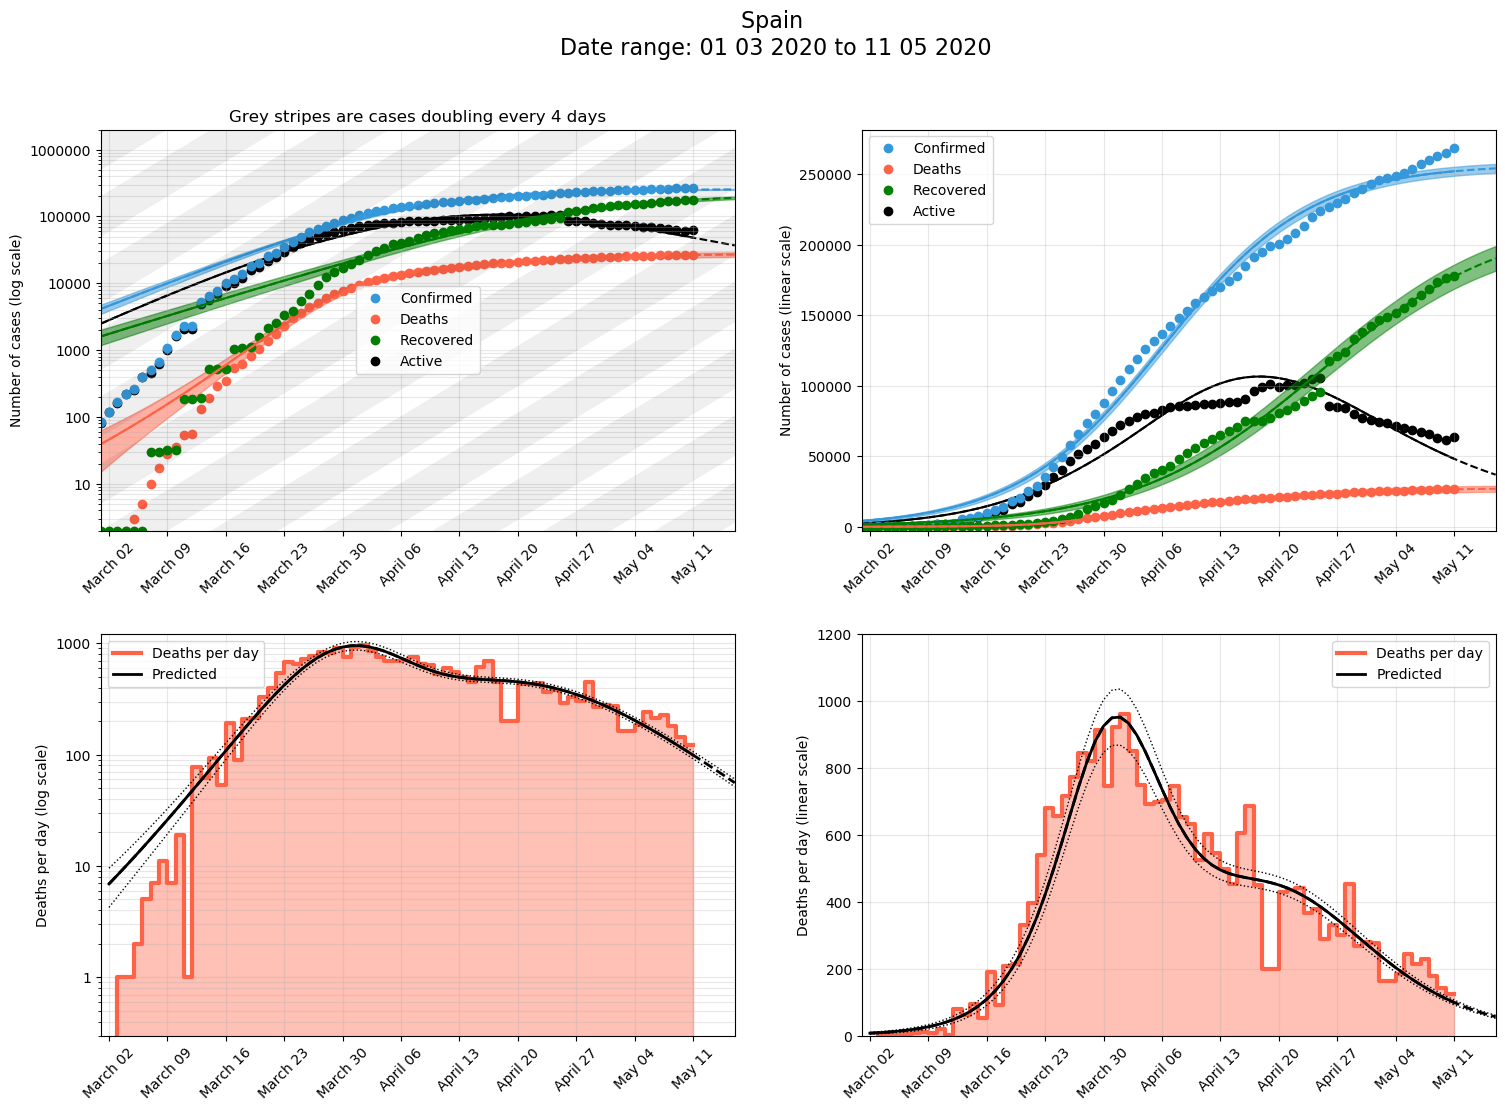 Spain
Date range: 01 03 2020 to 11 05 2020
Grey stripes are cases doubling every 4 days
Number of cases (log scale)
1000000
100000
10000
1000
100
10
Confirmed
Deaths
Recovered
Active
March 02
March 09
March 16
March 23
March 30
April 06
April 13
April 20
April 27
May 04
May 11
Number of cases (linear scale)
250000
200000
150000
100000
50000
0
Confirmed
Deaths
Recovered
Active
March 02
March 09
March 16
March 23
March 30
April 06
April 13
April 20
April 27
May 04
May 11
Deaths per day (log scale)
1000
100
10
1
Deaths per day
Predicted
March 02
March 09
March 16
March 23
March 30
April 06
April 13
April 20
April 27
May 04
May 11
Deaths per day (linear scale)
1200
1000
800
600
400
200
0
Deaths per day
Predicted
March 02
March 09
March 16
March 23
March 30
April 06
April 13
April 20
April 27
May 04
May 11